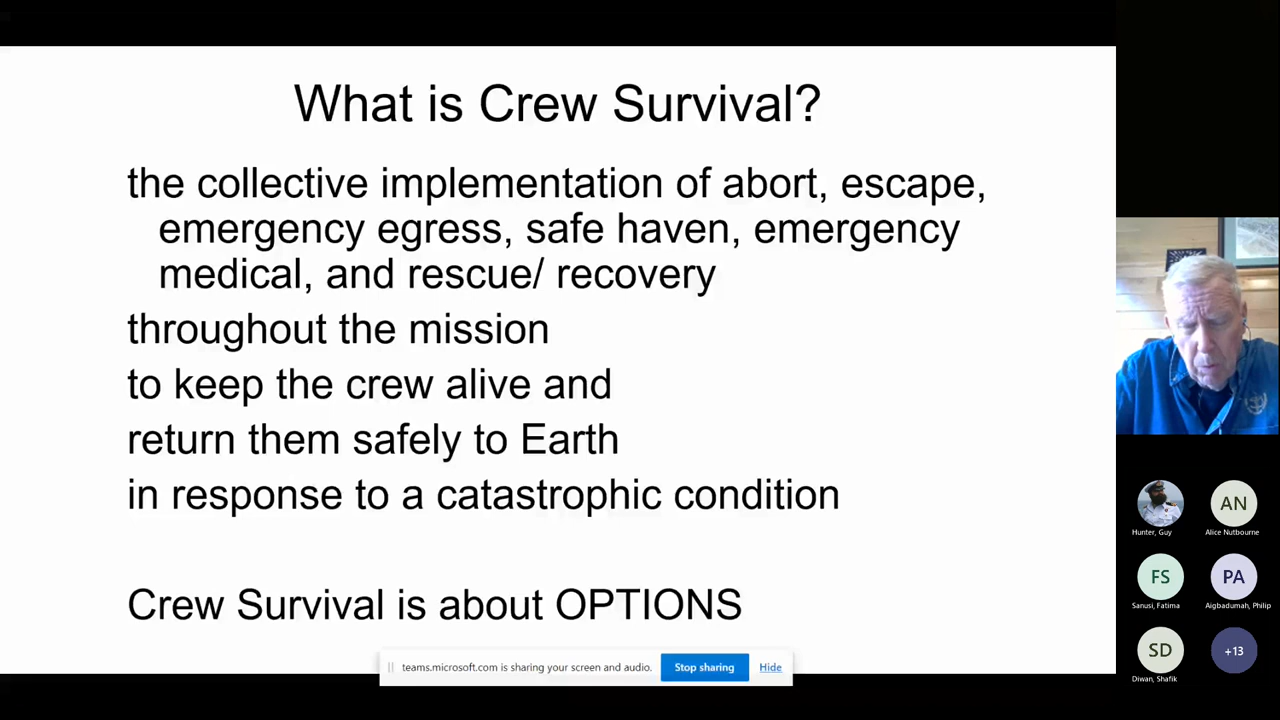 What is Crew Survival?
the collective implementation of abort, escape,
emergency egress, safe haven, emergency
medical, and rescue/ recovery
throughout the mission
to keep the crew alive and
return them safely to Earth
in response to a catastrophic condition
Crew Survival is about OPTIONS
teams.microsoft.com is sharing your screen and audio.
Stop sharing
Hide
Hunter, Guy
AN
Alice Nutbourne
FS
Sanusi, Fatima
PA
Aigbadumah, Philip
SD
Diwan, Shafik
+13